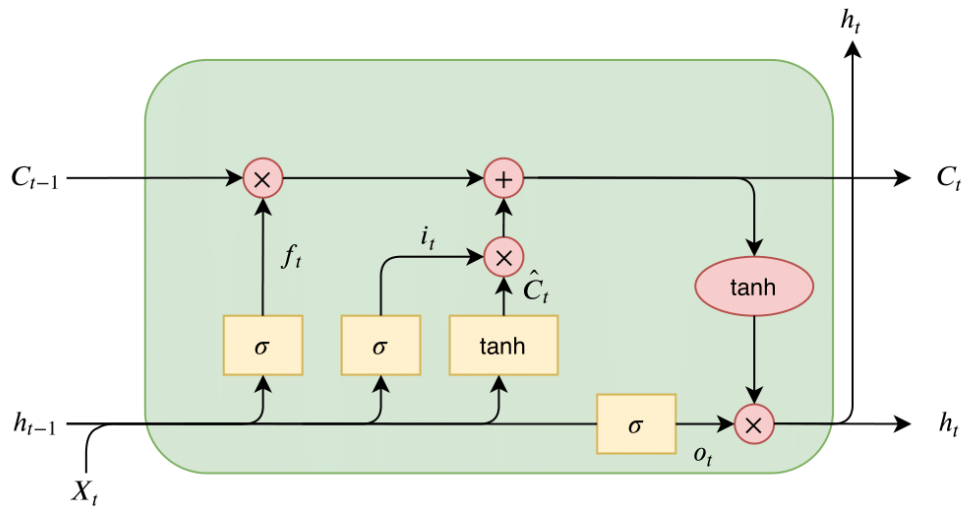 h_t
C_{t-1}
×
+
C_t
f_t
i_t
×
Ĉ_t
tanh
σ
σ
tanh
h_{t-1}
σ
×
h_t
o_t
X_t